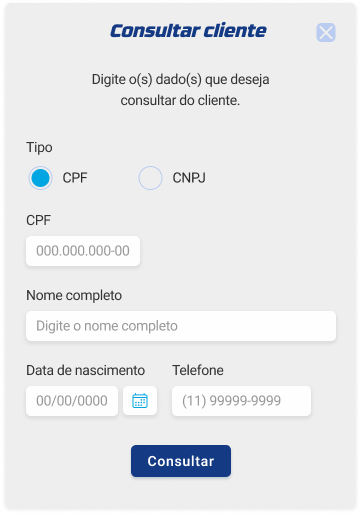 Consultar cliente
Digite o(s) dado(s) que deseja
consultar do cliente.
Tipo
CPF
CNPJ
CPF
000.000.000-00
Nome completo
Digite o nome completo
Data de nascimento
Telefone
00/00/0000
(11) 99999-9999
Consultar